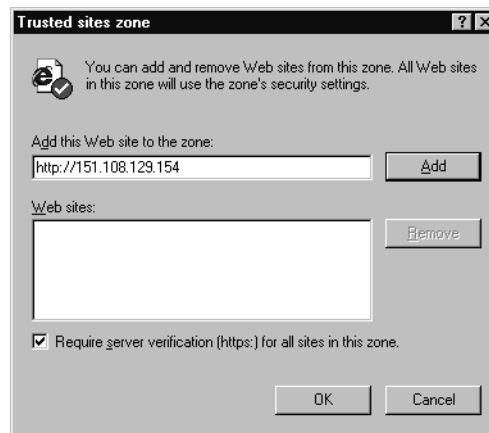 Trusted sites zone
You can add and remove Web sites from this zone. All Web sites
in this zone will use the zone's security settings.
Add this Web site to the zone:
http://151.108.129.154
Add
Web sites:
Remove
Require server verification (https:) for all sites in this zone.
OK
Cancel